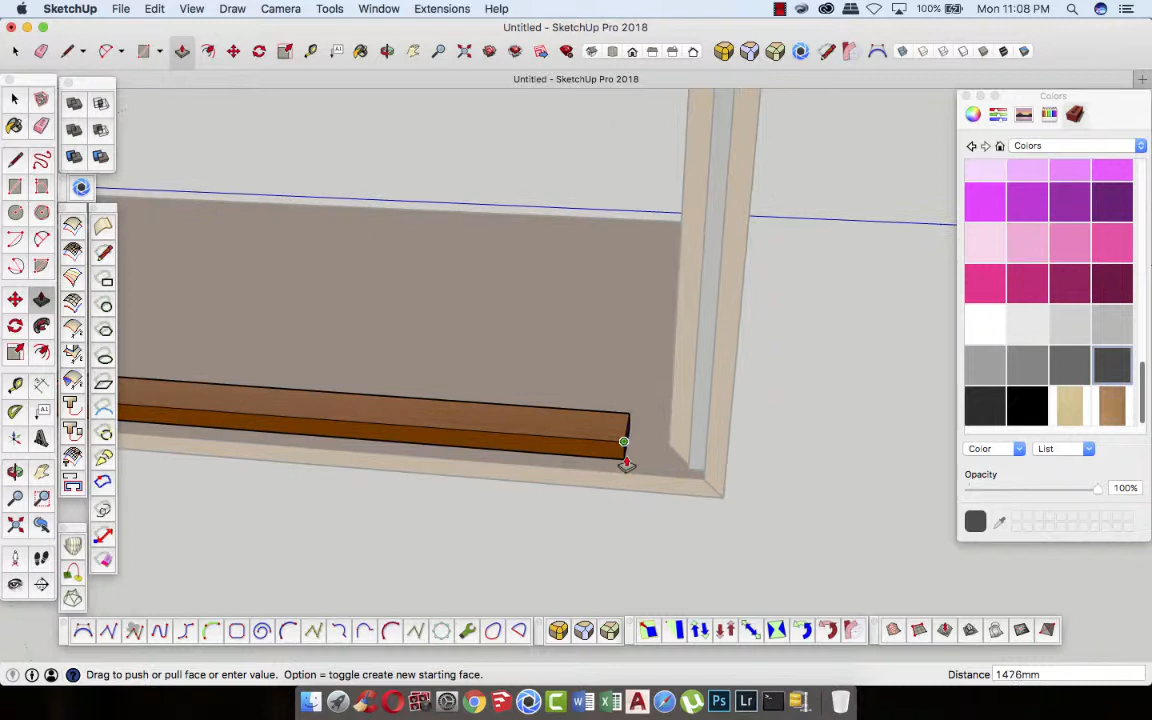 SketchUp File Edit View Draw Camera Tools Window Extensions Help 100% Mon 11:08 PM
Untitled - SketchUp Pro 2018
Untitled - SketchUp Pro 2018
Colors
Colors
Color List
Opacity
100%
Drag to push or pull face or enter value. Option = toggle create new starting face. Distance 1476mm